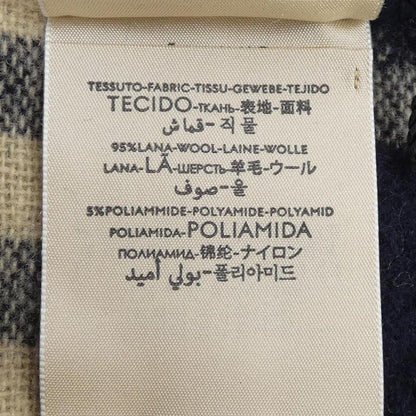 TESSUTO-FABRIC-TISSU-GEWEBE-TEJIDO
TECIDO-ТКАНЬ-表地-面料
قماش-직물
95%LANA-WOOL-LAINE-WOLLE
LANA-LÃ-ШЕРСТЬ-羊毛-ウール
صوف-울
5%POLIAMMIDE-POLYAMIDE-POLYAMID
POLIAMIDA-POLIAMIDA
ПОЛИАМИД-锦纶-ナイロン
بولي أميد-폴리아미드